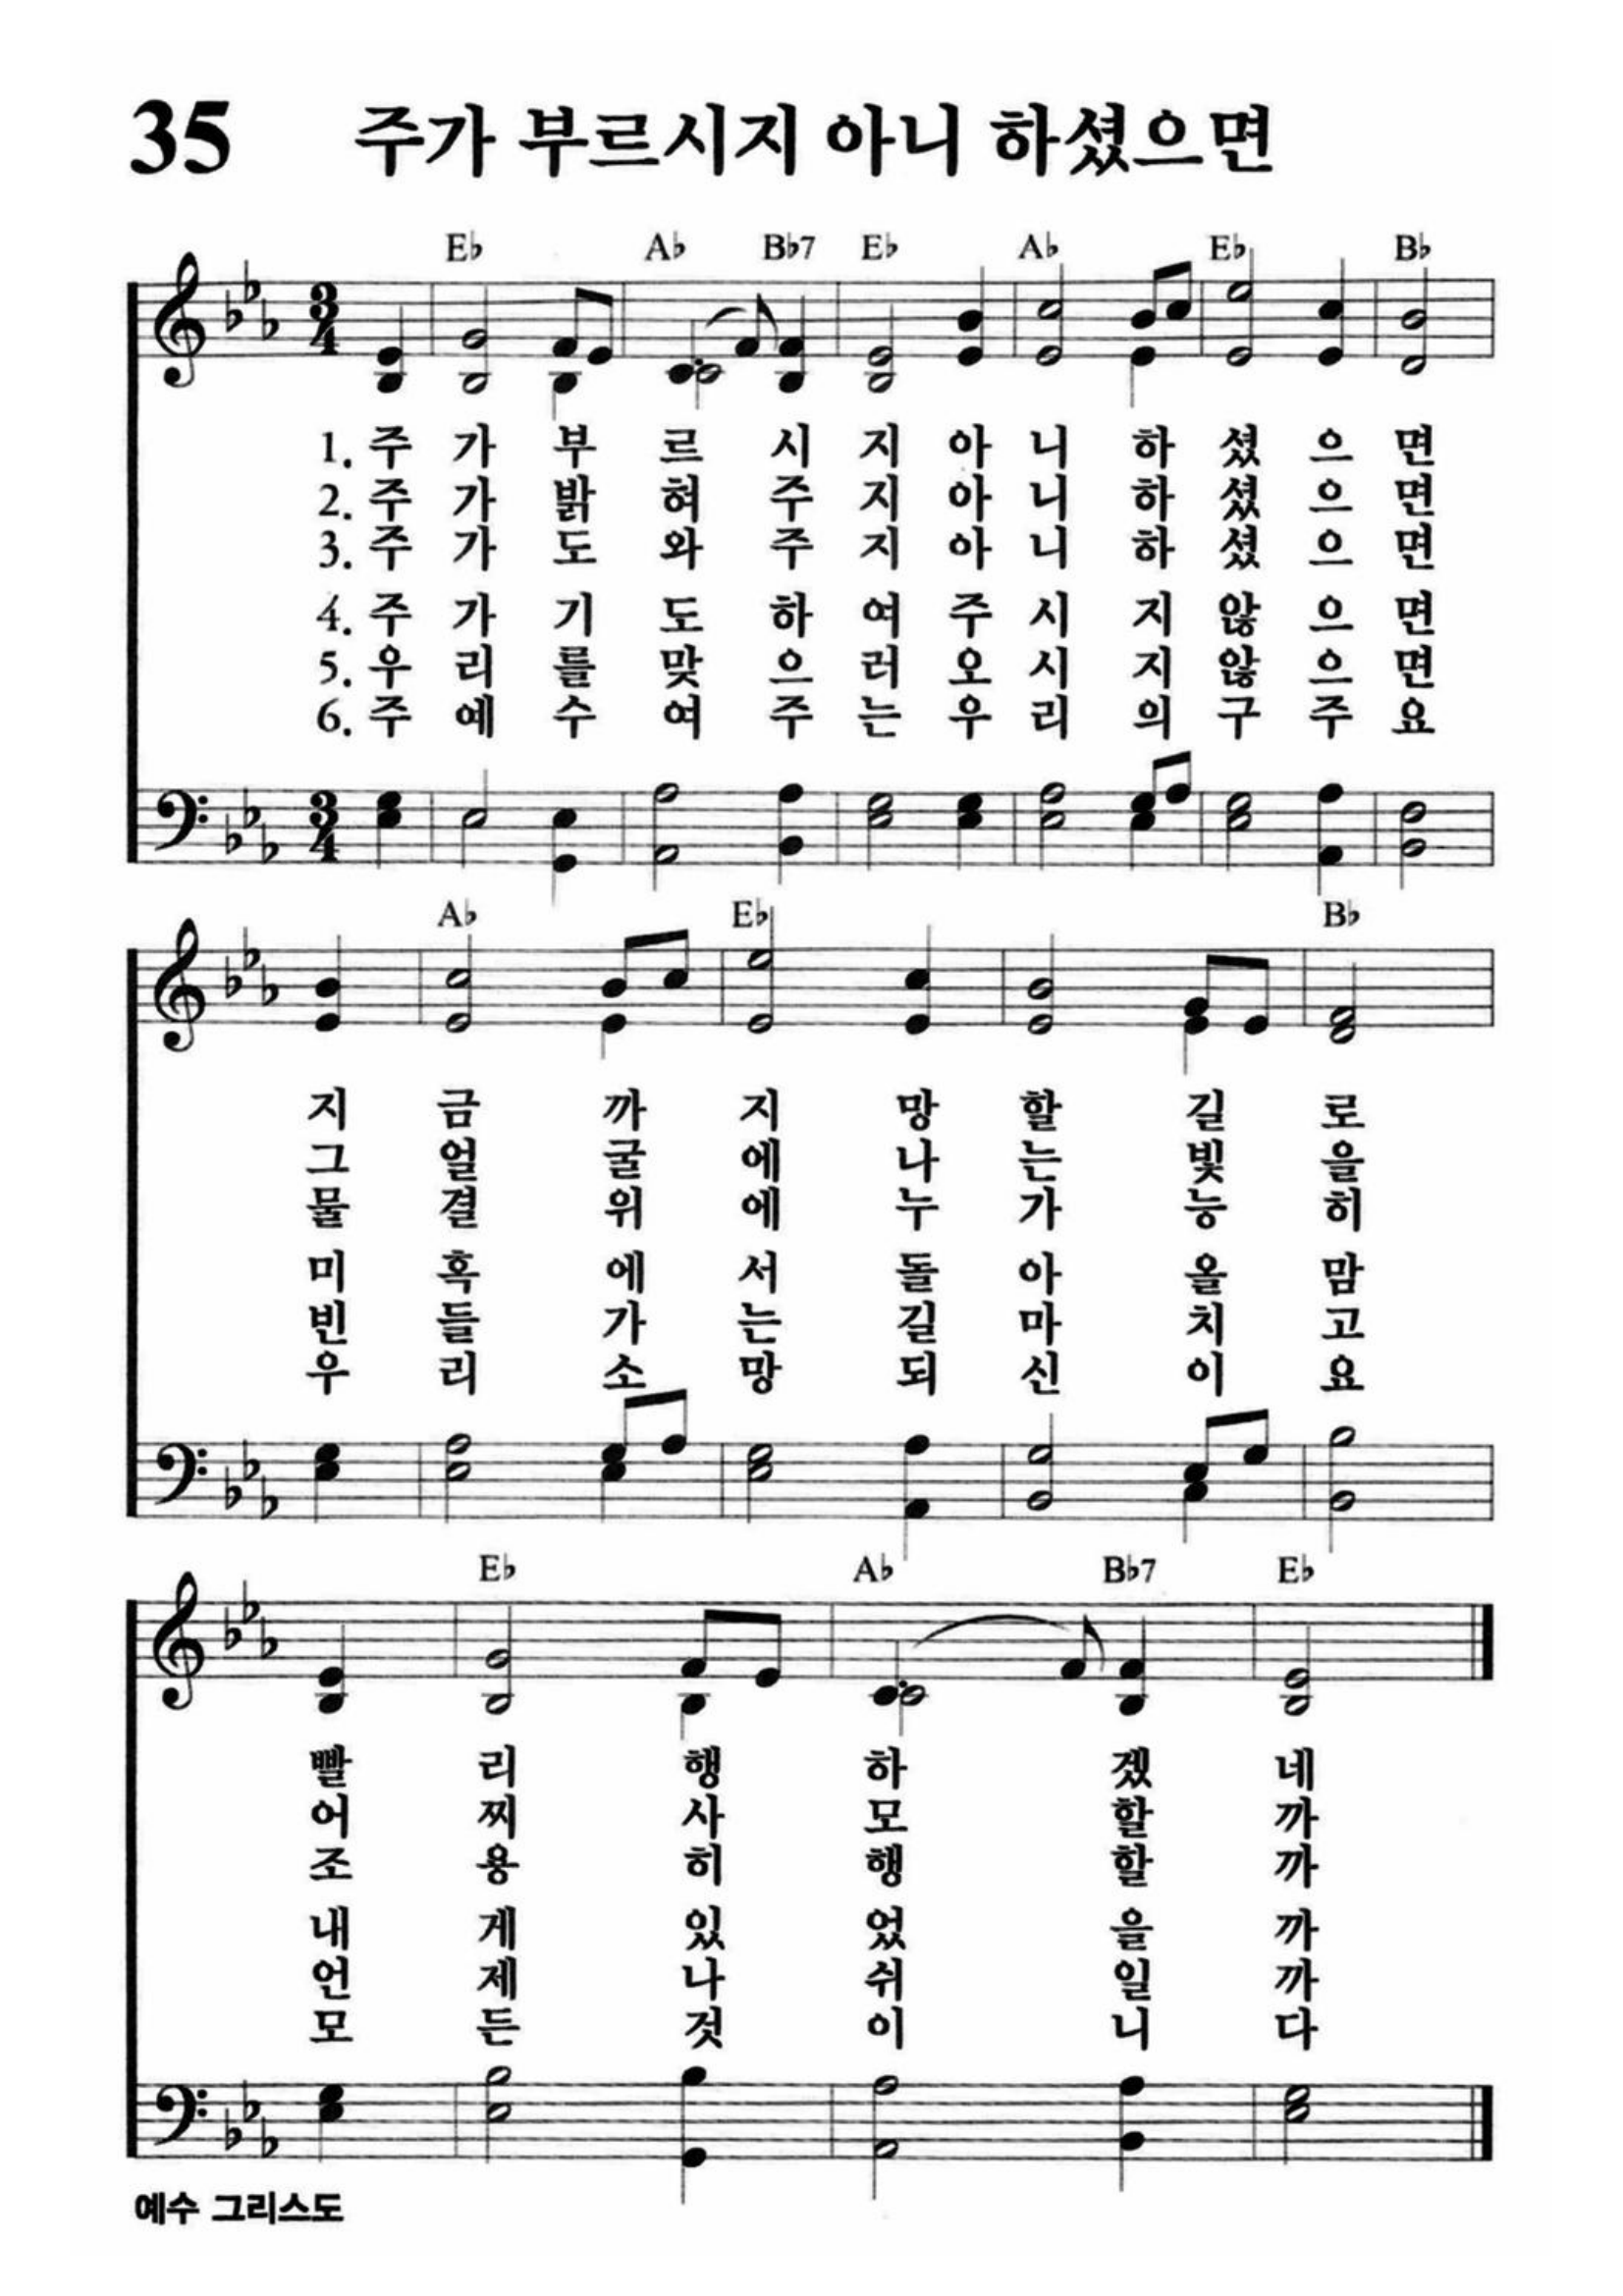 35 주가 부르시지 아니 하셨으면
E♭ A♭ B♭7 E♭ A♭ E♭ B♭
3 4
1. 주 가 부 르 시 지 아 니 하 셨 으 면
2. 주 가 밝 혀 주 지 아 니 하 셨 으 면
3. 주 가 도 와 주 지 아 니 하 셨 으 면
4. 주 가 기 도 하 여 주 시 지 않 으 면
5. 우 리 를 맞 으 러 오 시 지 않 으 면
6. 주 예 수 여 주 는 우 리 의 구 주 요
3 4
A♭ E♭ B♭
지 금 까 지 망 할 길 로
그 얼 굴 에 나 는 빛 을
물 결 위 에 누 가 능 히
미 혹 에 서 돌 아 올 맘
빈 들 가 는 길 마 치 고
우 리 소 망 되 신 이 요
E♭ A♭ B♭7 E♭
빨 리 행 하 겠 네
어 찌 사 모 할 까
조 용 히 행 할 까
내 게 있 었 을 까
언 제 나 쉬 일 까
모 든 것 이 니 다
예수 그리스도